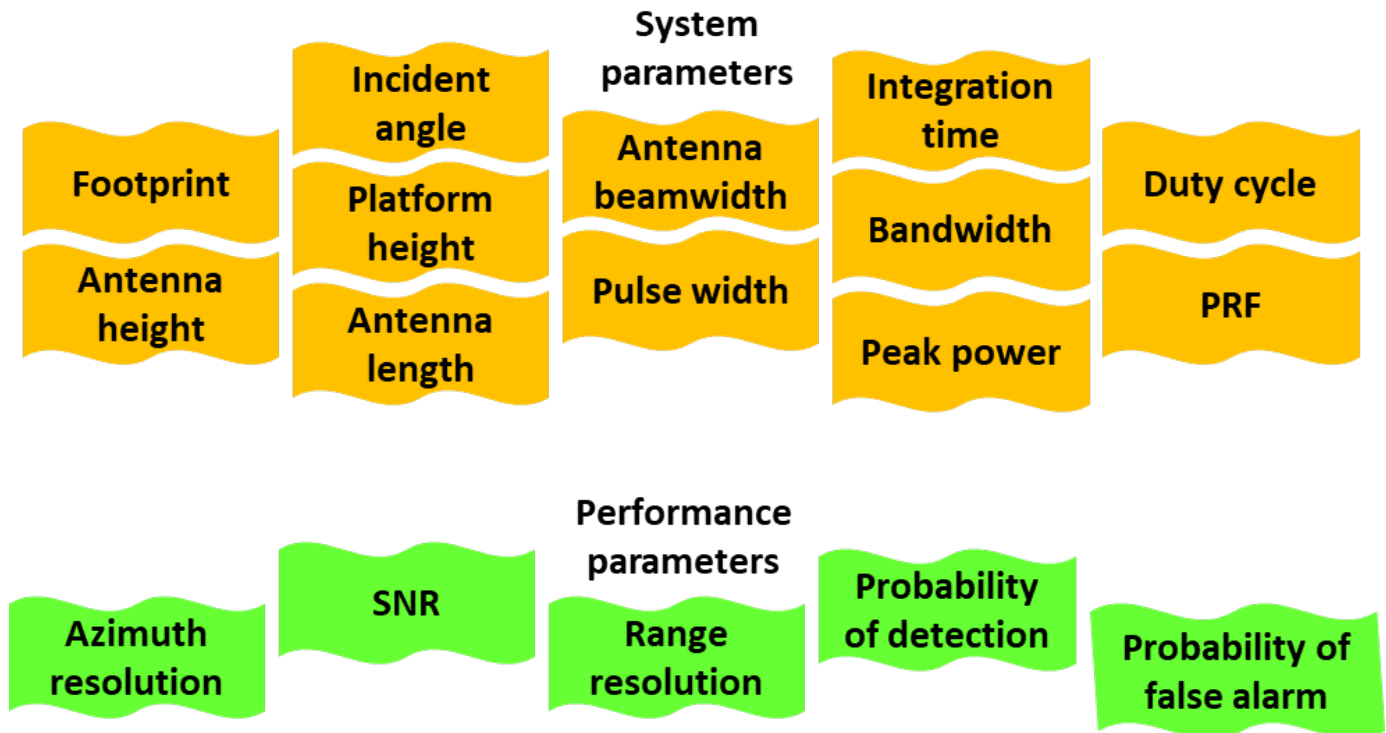 System
parameters
Footprint
Antenna
height
Incident
angle
Platform
height
Antenna
length
Antenna
beamwidth
Pulse width
Integration
time
Bandwidth
Peak power
Duty cycle
PRF
Performance
parameters
Azimuth
resolution
SNR
Range
resolution
Probability
of detection
Probability of
false alarm